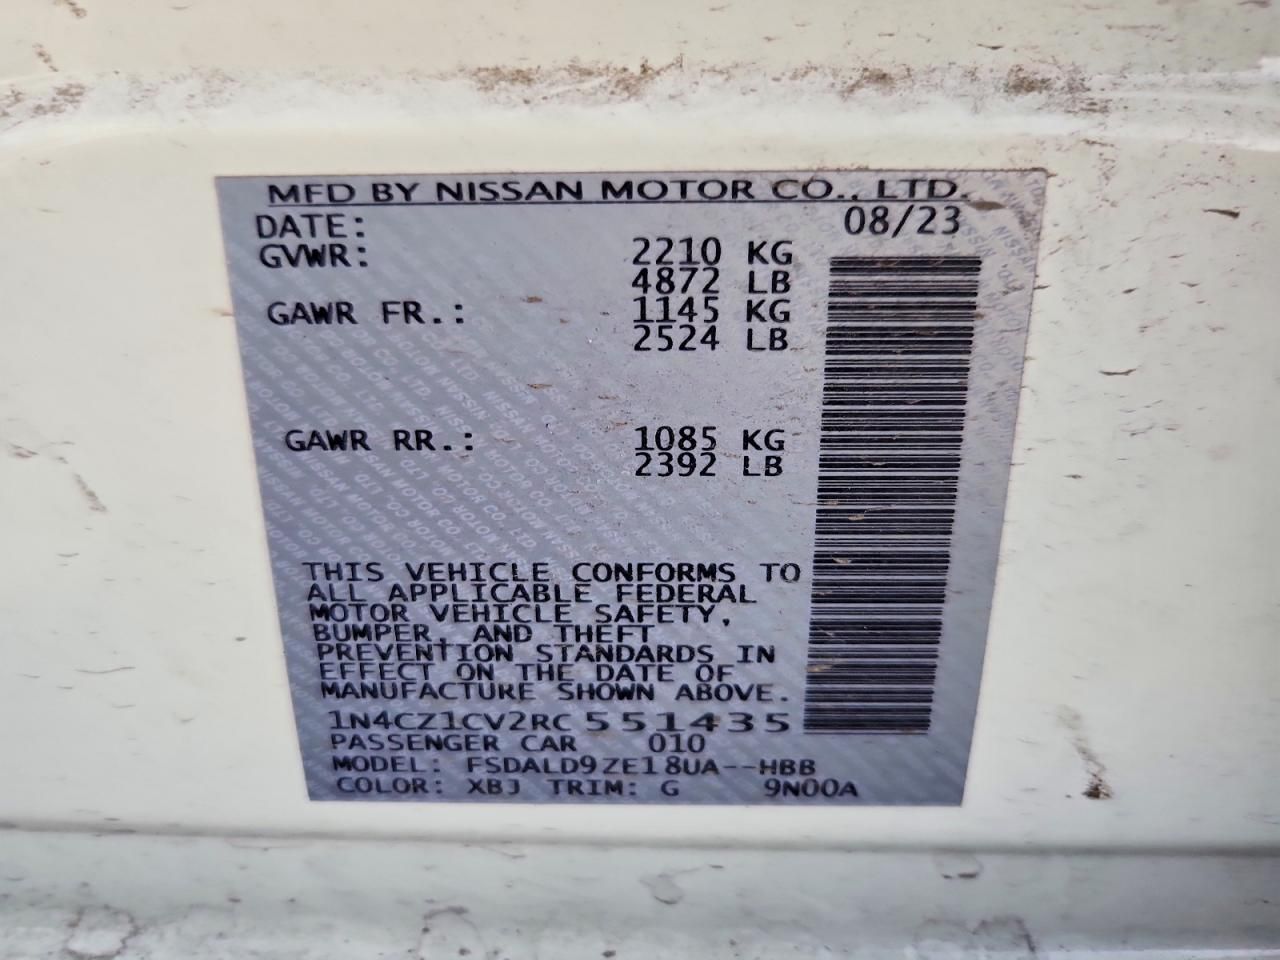 MFD BY NISSAN MOTOR CO., LTD.
DATE: 08/23
GVWR: 2210 KG
4872 LB
GAWR FR.: 1145 KG
2524 LB
GAWR RR.: 1085 KG
2392 LB
THIS VEHICLE CONFORMS TO
ALL APPLICABLE FEDERAL
MOTOR VEHICLE SAFETY,
BUMPER, AND THEFT
PREVENTION STANDARDS IN
EFFECT ON THE DATE OF
MANUFACTURE SHOWN ABOVE.
1N4CZ1CV2RC551435
PASSENGER CAR 010
MODEL: FSDALD9ZE18UA--HBB
COLOR: XBJ TRIM: G 9N00A